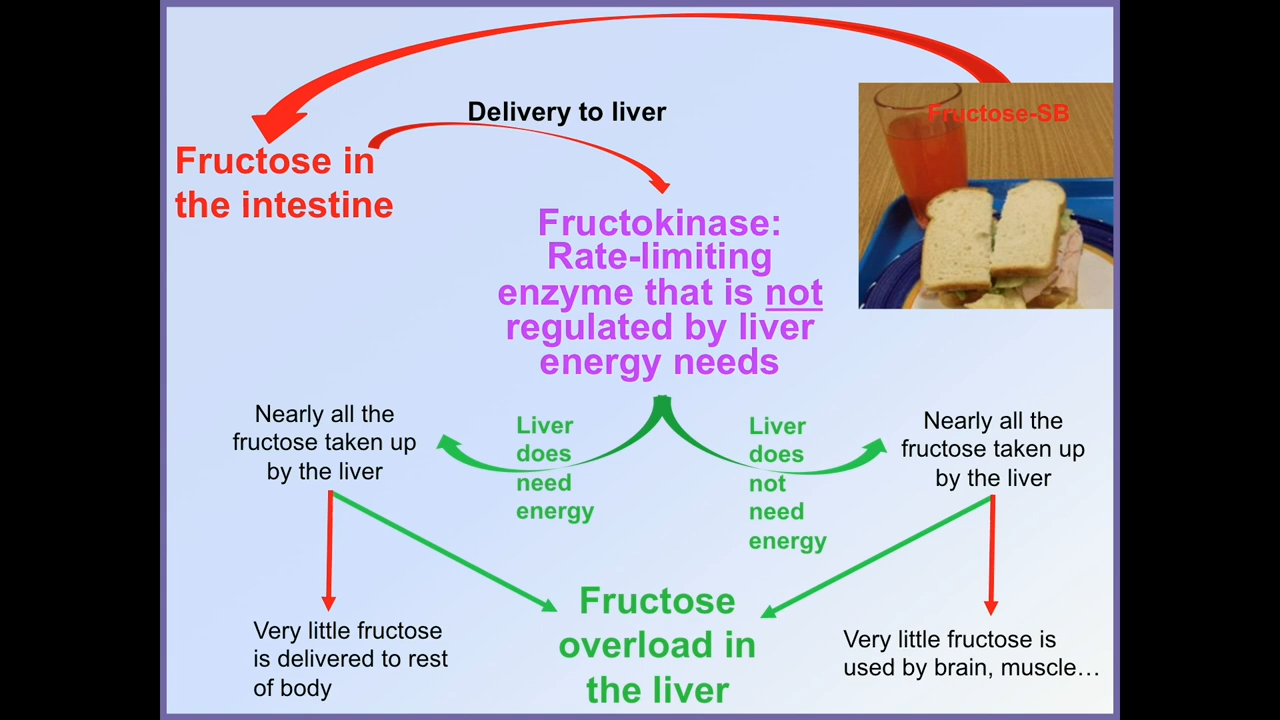 Fructose-SB
Delivery to liver
Fructose in
the intestine
Fructokinase:
Rate-limiting
enzyme that is not
regulated by liver
energy needs
Nearly all the
fructose taken up
by the liver
Liver
does
need
energy
Liver
does
not
need
energy
Nearly all the
fructose taken up
by the liver
Very little fructose
is delivered to rest
of body
Fructose
overload in
the liver
Very little fructose is
used by brain, muscle…